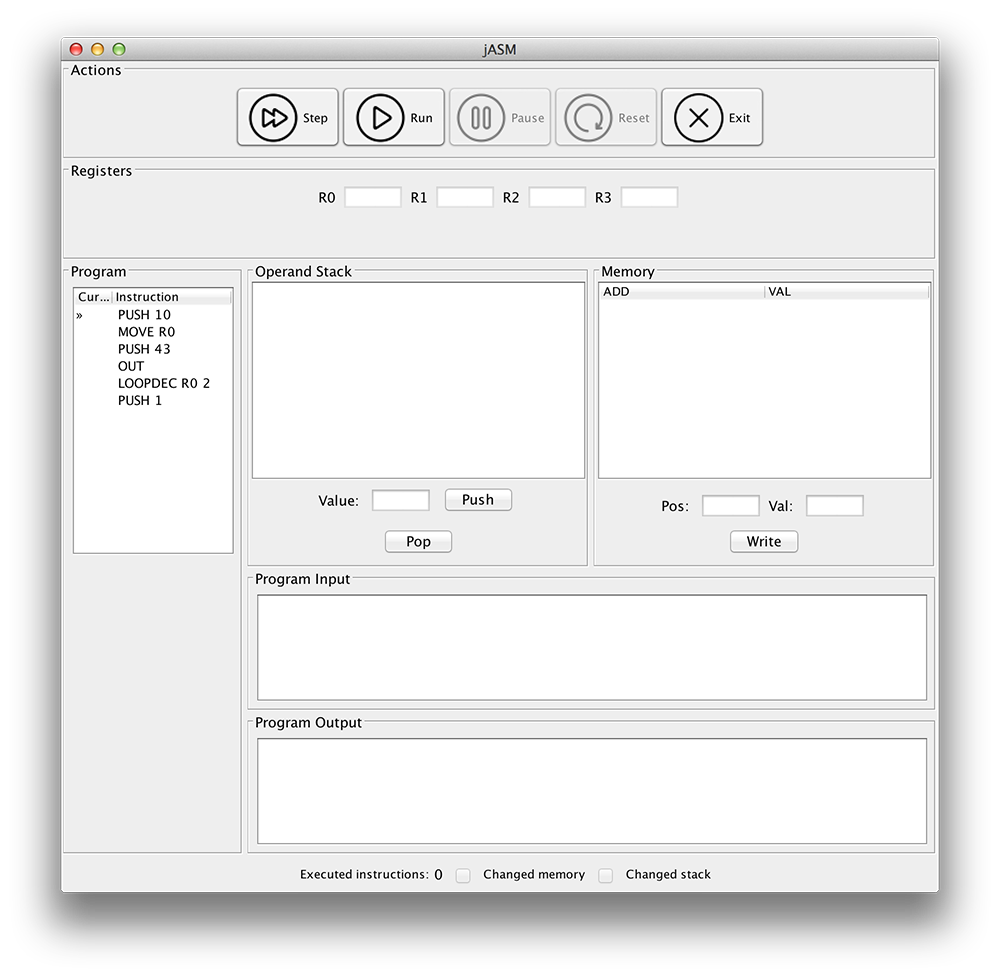 jASM
Actions
Step Run Pause Reset Exit
Registers
R0 R1 R2 R3
Program
Cur... Instruction
» PUSH 10
MOVE R0
PUSH 43
OUT
LOOPDEC R0 2
PUSH 1
Operand Stack
Value: Push
Pop
Memory
ADD VAL
Pos: Val:
Write
Program Input
Program Output
Executed instructions: 0 Changed memory Changed stack